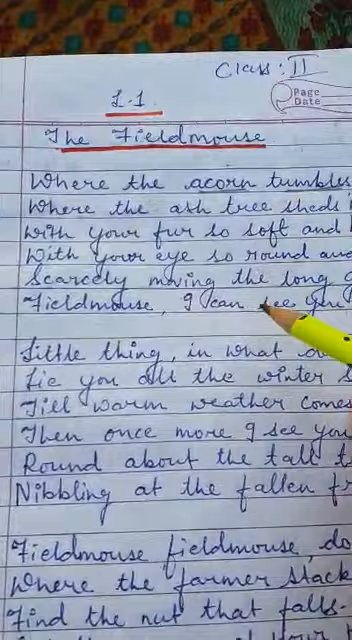 Class : II
L-1
Page
Date
The Fieldmouse
Where the acorn tumbles
Where the ash tree sheds
With your fur so soft and
With your eye so round and
Scarcely moving the long
Fieldmouse, I can see you
Little thing, in what
Lie you all the winter
Till warm weather comes
Then once more I see you
Round about the tall
Nibbling at the fallen
Fieldmouse fieldmouse, do
Where the farmer stack
Find the nut that falls